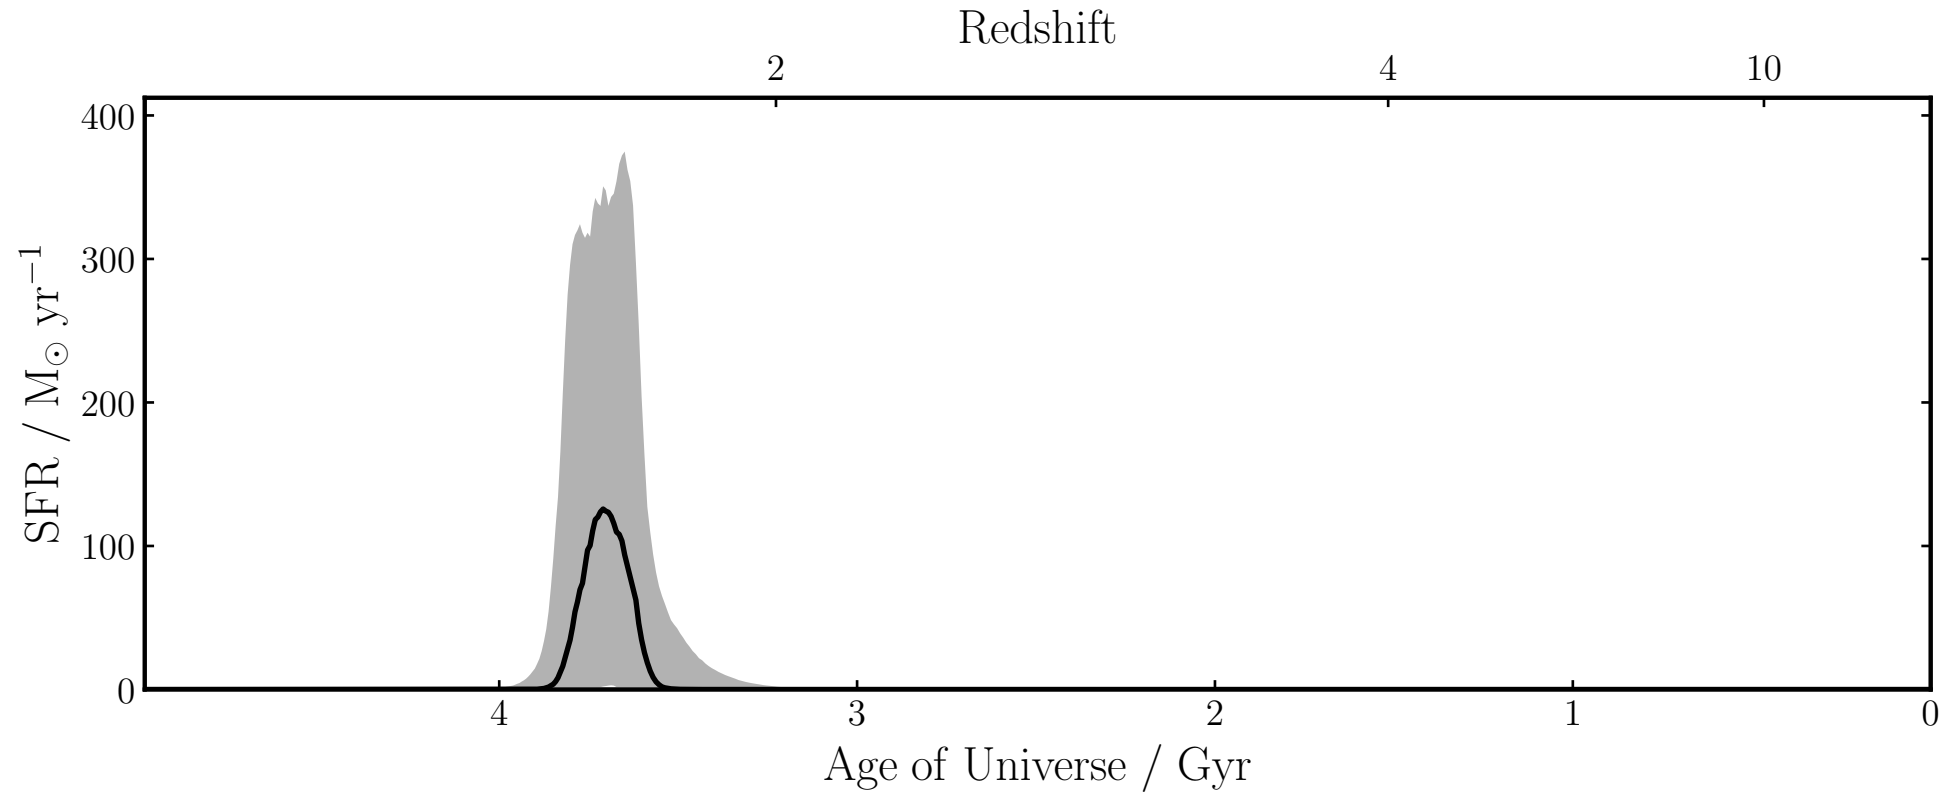 Redshift
2 4 10
400
300
200
100
0
SFR / M⊙ yr⁻¹
4 3 2 1 0
Age of Universe / Gyr